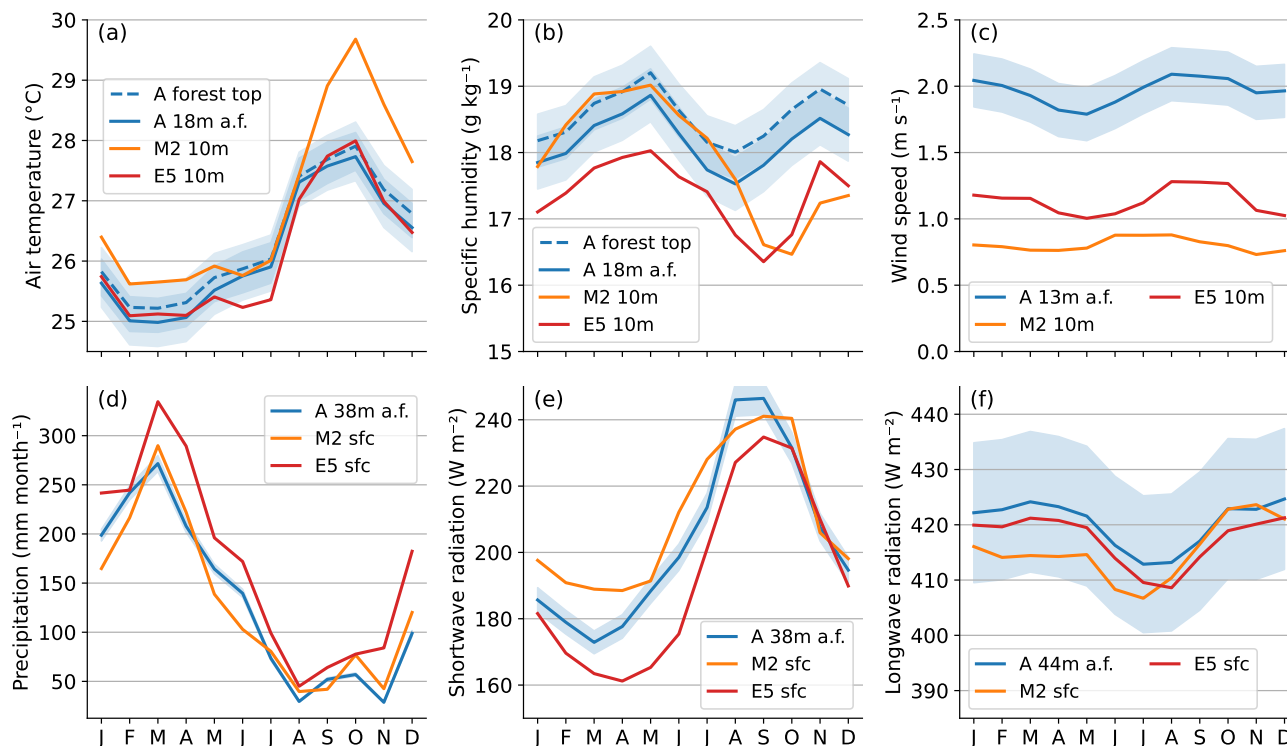 (a)
Air temperature (°C)
30
29
28
27
26
25
A forest top
A 18m a.f.
M2 10m
E5 10m
(b)
Specific humidity (g kg⁻¹)
20
19
18
17
16
15
A forest top
A 18m a.f.
M2 10m
E5 10m
(c)
Wind speed (m s⁻¹)
2.5
2.0
1.5
1.0
0.5
0.0
A 13m a.f.
M2 10m
E5 10m
(d)
Precipitation (mm month⁻¹)
300
250
200
150
100
50
A 38m a.f.
M2 sfc
E5 sfc
J F M A M J J A S O N D
(e)
Shortwave radiation (W m⁻²)
240
220
200
180
160
A 38m a.f.
M2 sfc
E5 sfc
J F M A M J J A S O N D
(f)
Longwave radiation (W m⁻²)
440
430
420
410
400
390
A 44m a.f.
M2 sfc
E5 sfc
J F M A M J J A S O N D